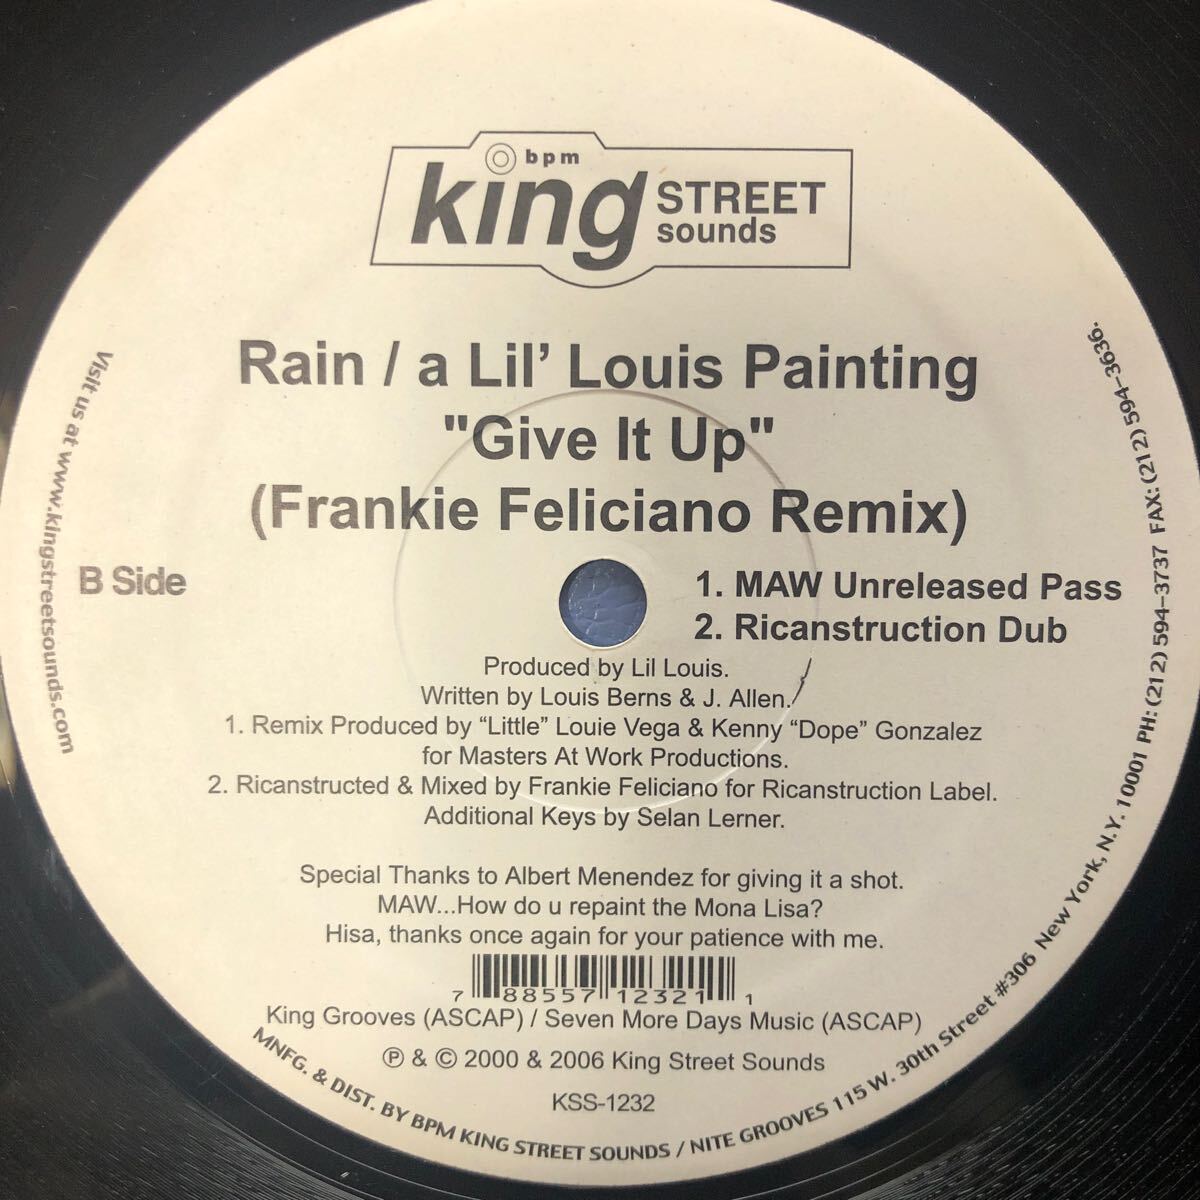 bpm
king STREET
sounds
Rain / a Lil' Louis Painting
"Give It Up"
(Frankie Feliciano Remix)
B Side
1. MAW Unreleased Pass
2. Ricanstruction Dub
Produced by Lil Louis.
Written by Louis Berns & J. Allen.
1. Remix Produced by “Little” Louie Vega & Kenny “Dope” Gonzalez
for Masters At Work Productions.
2. Ricanstructed & Mixed by Frankie Feliciano for Ricanstruction Label.
Additional Keys by Selan Lerner.
Special Thanks to Albert Menendez for giving it a shot.
MAW...How do u repaint the Mona Lisa?
Hisa, thanks once again for your patience with me.
7 88557 12321 1
King Grooves (ASCAP) / Seven More Days Music (ASCAP)
℗ & © 2000 & 2006 King Street Sounds
KSS-1232
Visit us at www.kingstreetsounds.com
MNFG. & DIST. BY BPM KING STREET SOUNDS / NITE GROOVES 115 W. 30th Street #306 New York, N.Y. 10001 PH: (212) 594-3737 FAX: (212) 594-3636.